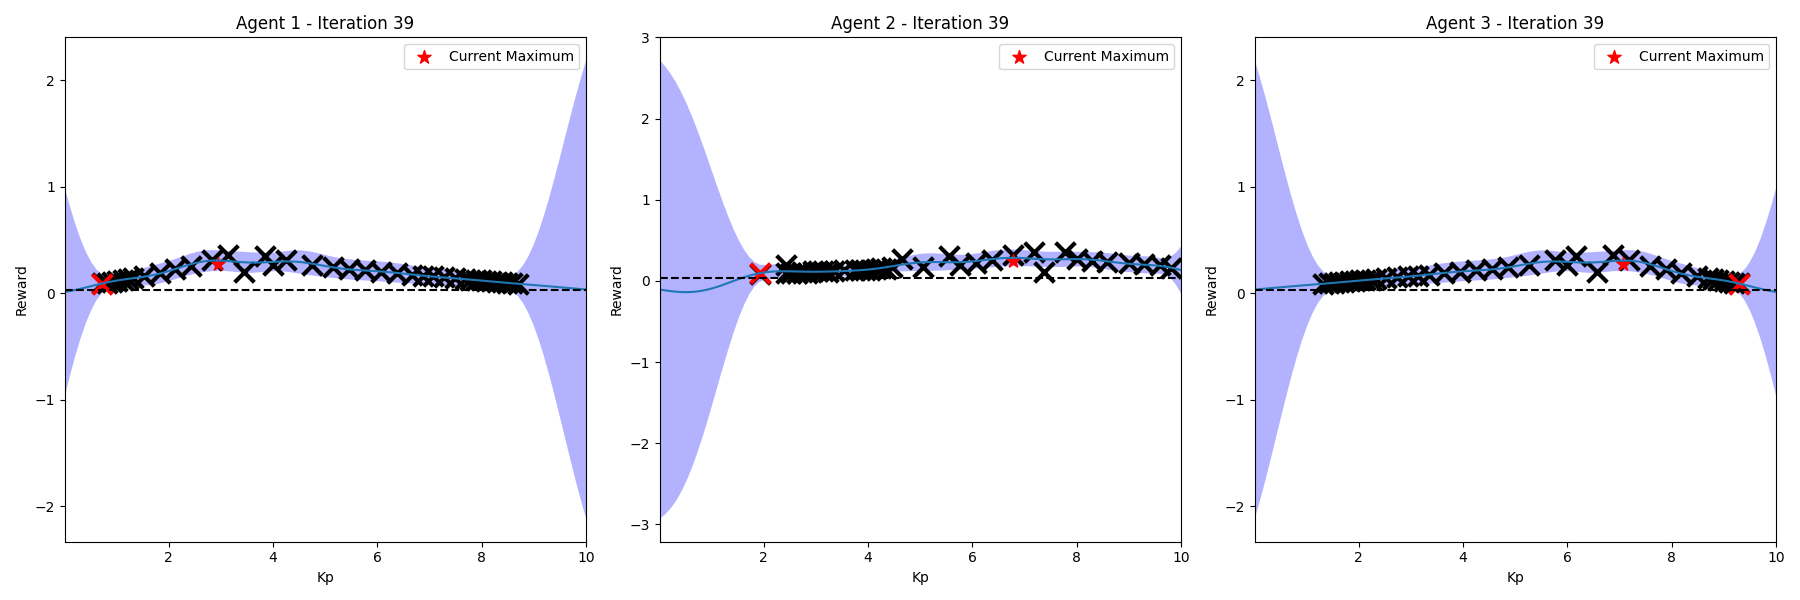 Agent 1 - Iteration 39
Current Maximum
2
1
0
−1
−2
Reward
2
4
6
8
10
Kp
Agent 2 - Iteration 39
Current Maximum
3
2
1
0
−1
−2
−3
Reward
2
4
6
8
10
Kp
Agent 3 - Iteration 39
Current Maximum
2
1
0
−1
−2
Reward
2
4
6
8
10
Kp